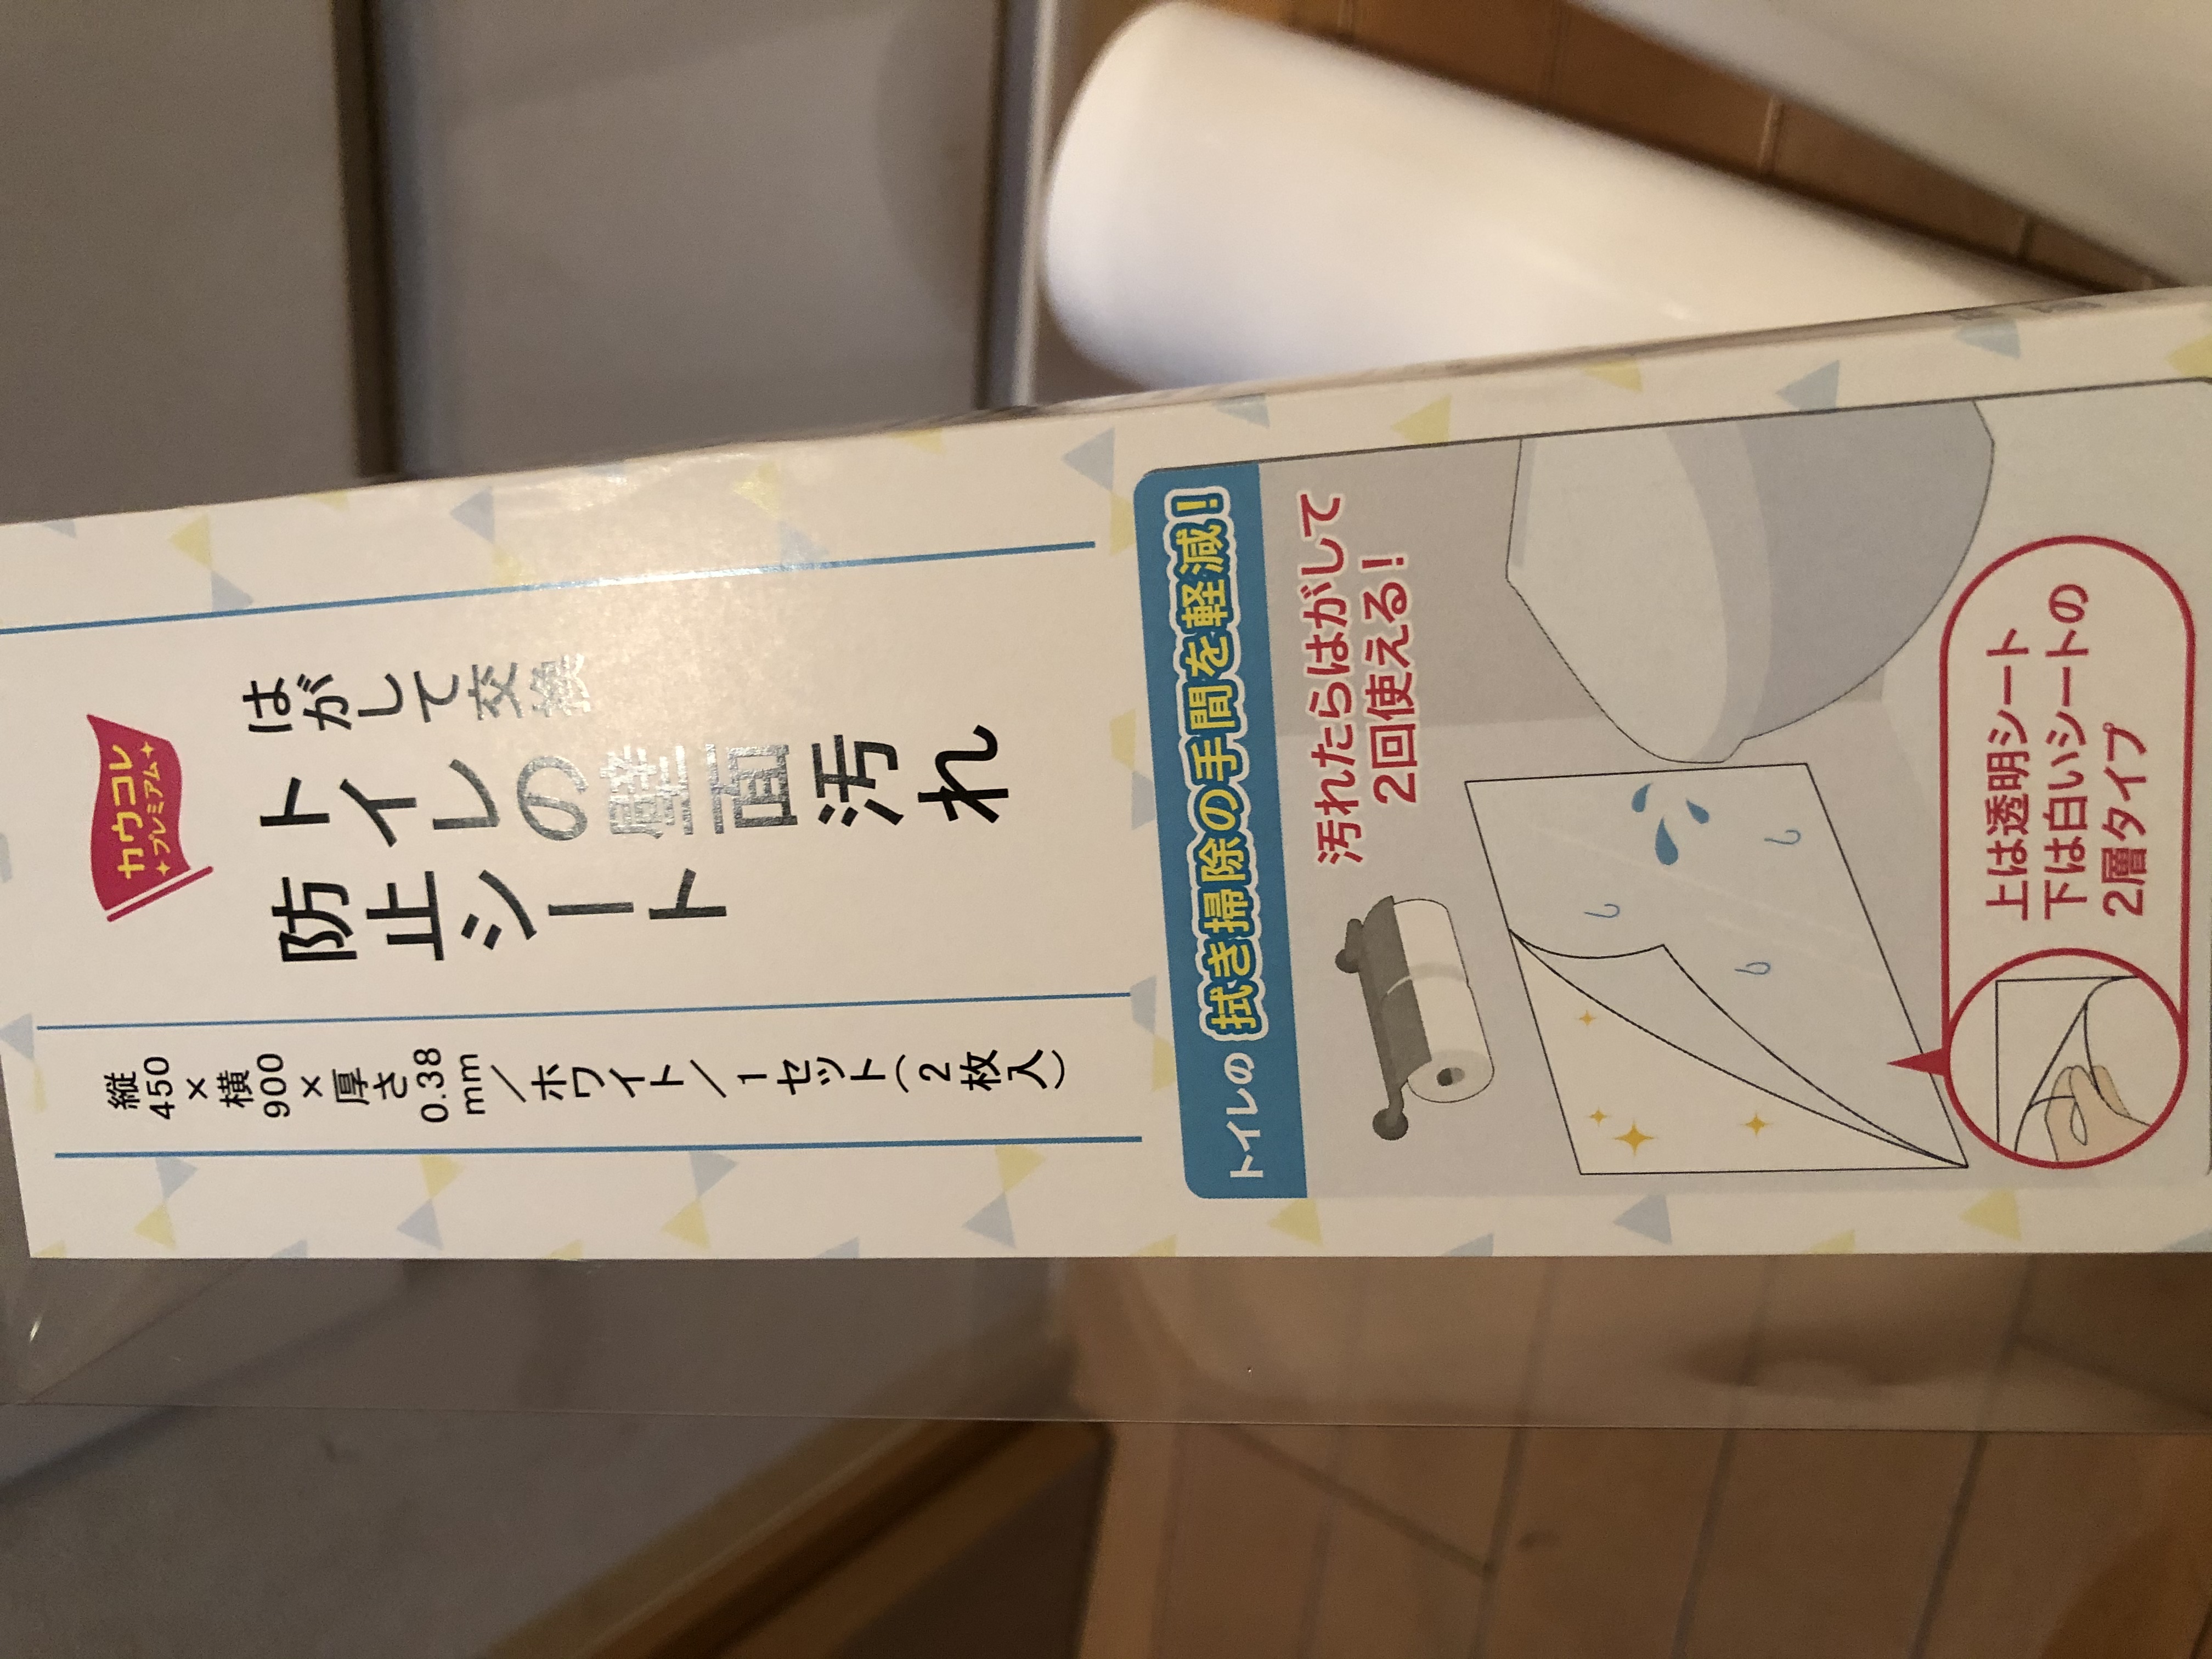 カウコレ
プレミアム
はがして交換
トイレの壁面汚れ
防止シート
縦450×横900×厚さ0.38mm/ホワイト/1セット(2枚入)
トイレの拭き掃除の手間を軽減!
汚れたらはがして
2回使える!
上は透明シート
下は白いシートの
2層タイプ